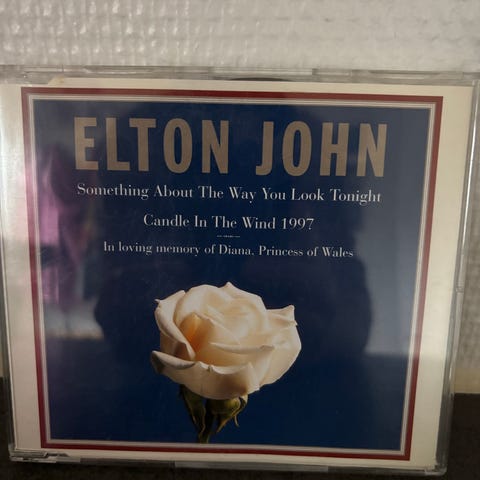 ELTON JOHN
Something About The Way You Look Tonight
Candle In The Wind 1997
In loving memory of Diana, Princess of Wales